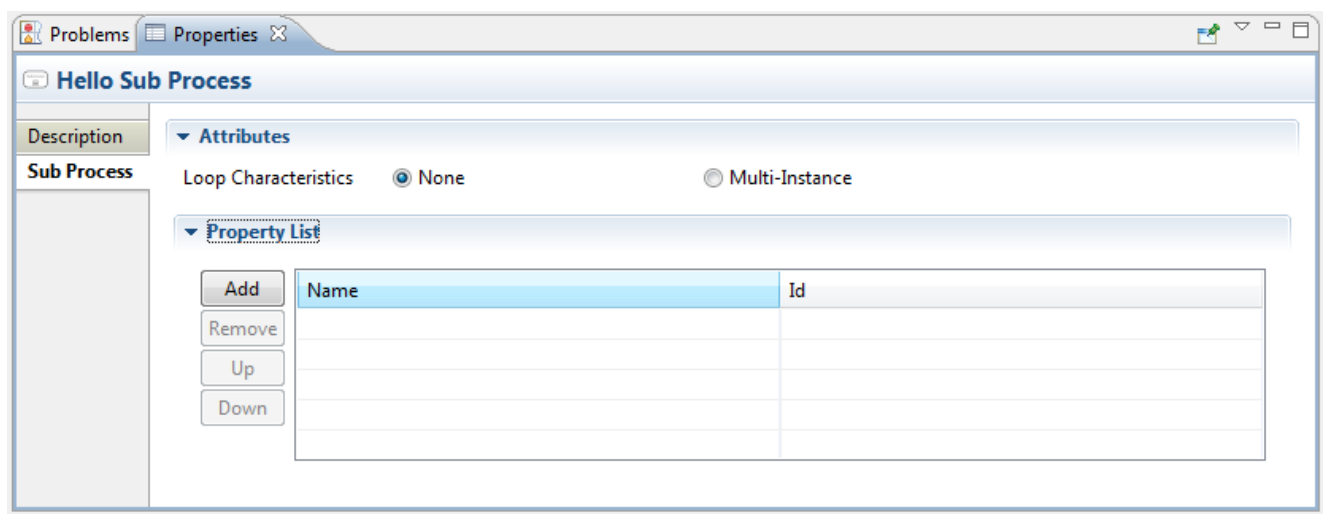 Problems Properties
Hello Sub Process
Description
Sub Process
Attributes
Loop Characteristics None Multi-Instance
Property List
Add
Remove
Up
Down
Name Id